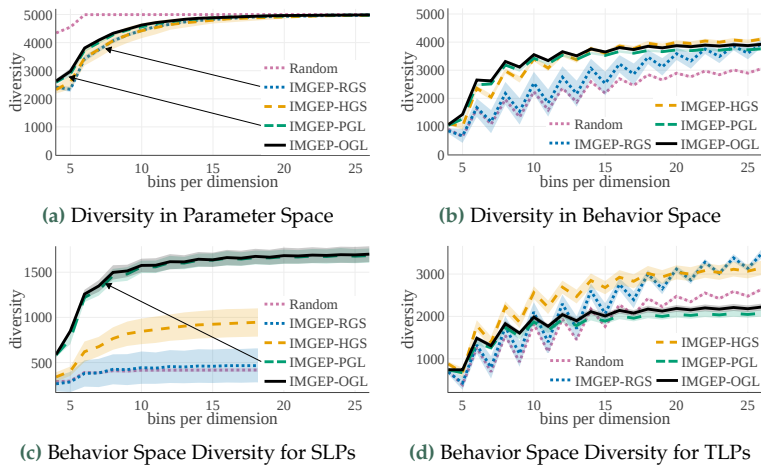 5000
4000
3000
2000
1000
0
diversity
5
10
15
20
25
bins per dimension
Random
IMGEP-RGS
IMGEP-HGS
IMGEP-PGL
IMGEP-OGL
(a) Diversity in Parameter Space
5000
4000
3000
2000
1000
0
diversity
5
10
15
20
25
bins per dimension
Random
IMGEP-RGS
IMGEP-HGS
IMGEP-PGL
IMGEP-OGL
(b) Diversity in Behavior Space
1500
1000
500
diversity
5
10
15
20
25
bins per dimension
Random
IMGEP-RGS
IMGEP-HGS
IMGEP-PGL
IMGEP-OGL
(c) Behavior Space Diversity for SLPs
3000
2000
1000
diversity
5
10
15
20
25
bins per dimension
Random
IMGEP-RGS
IMGEP-HGS
IMGEP-PGL
IMGEP-OGL
(d) Behavior Space Diversity for TLPs